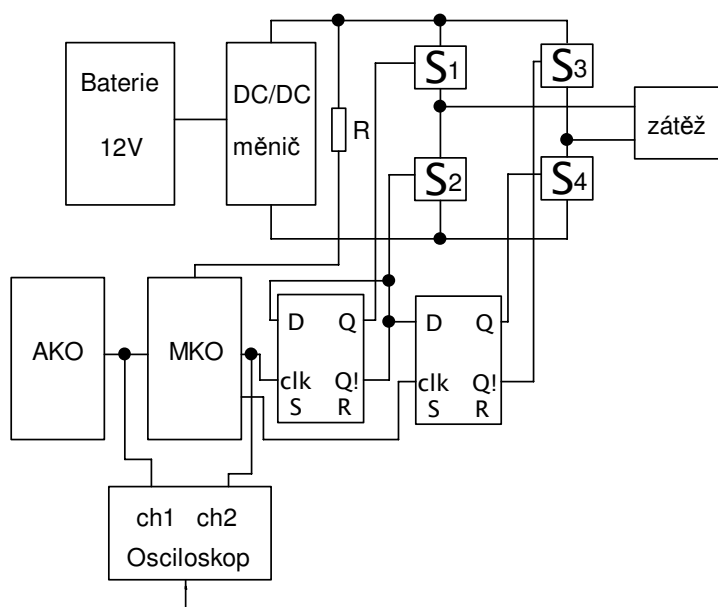 Baterie
12V
DC/DC
měnič
R
S1
S2
S3
S4
zátěž
AKO
MKO
D Q
clk Q!
S R
D Q
clk Q!
S R
ch1 ch2
Osciloskop